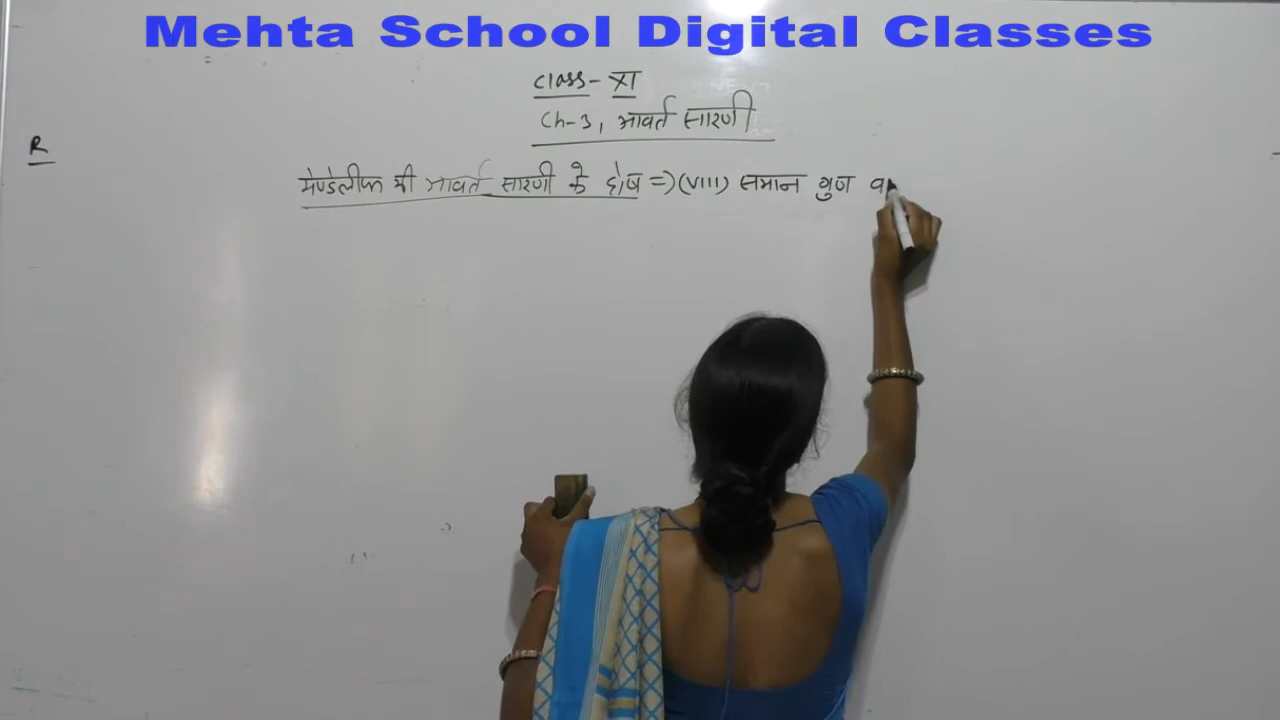 Mehta School Digital Classes
Class- XI
Ch-3, आवर्त सारणी
R
मेण्डेलीफ की आवर्त सारणी के दोष => (VIII) समान गुण